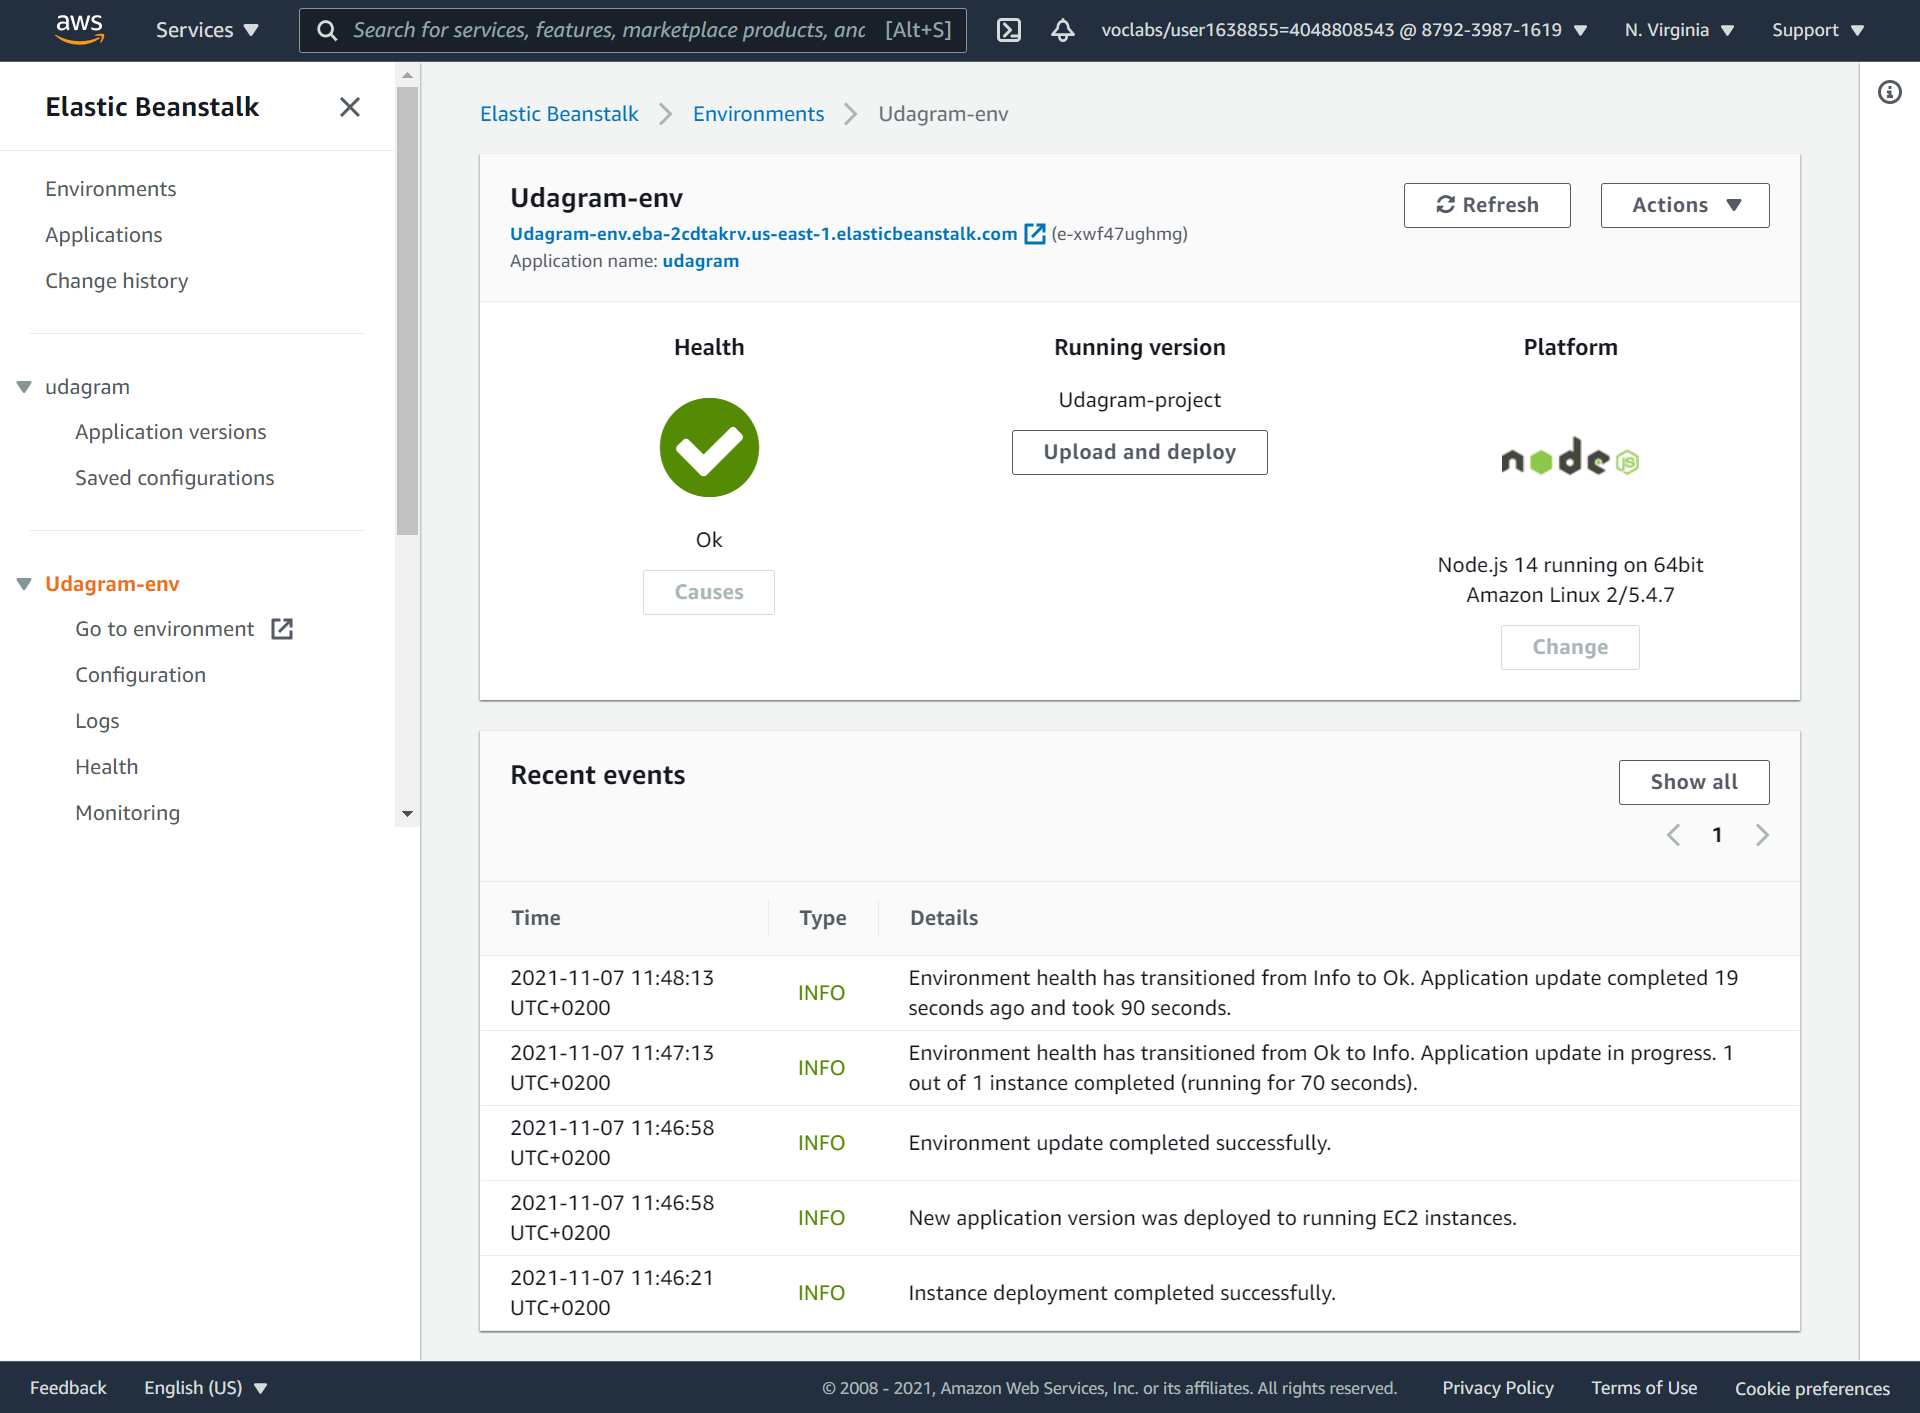 aws
Services
Search for services, features, marketplace products, and
[Alt+S]
voclabs/user1638855=4048808543 @ 8792-3987-1619
N. Virginia
Support
Elastic Beanstalk
Environments
Applications
Change history
udagram
Application versions
Saved configurations
Udagram-env
Go to environment
Configuration
Logs
Health
Monitoring
Elastic Beanstalk
Environments
Udagram-env
Udagram-env
Udagram-env.eba-2cdtakrv.us-east-1.elasticbeanstalk.com (e-xwf47ughmg)
Application name: udagram
Refresh
Actions
Health
Ok
Causes
Running version
Udagram-project
Upload and deploy
Platform
node JS
Node.js 14 running on 64bit
Amazon Linux 2/5.4.7
Change
Recent events
Show all
1
Time
Type
Details
2021-11-07 11:48:13
UTC+0200
INFO
Environment health has transitioned from Info to Ok. Application update completed 19
seconds ago and took 90 seconds.
2021-11-07 11:47:13
UTC+0200
INFO
Environment health has transitioned from Ok to Info. Application update in progress. 1
out of 1 instance completed (running for 70 seconds).
2021-11-07 11:46:58
UTC+0200
INFO
Environment update completed successfully.
2021-11-07 11:46:58
UTC+0200
INFO
New application version was deployed to running EC2 instances.
2021-11-07 11:46:21
UTC+0200
INFO
Instance deployment completed successfully.
Feedback
English (US)
© 2008 - 2021, Amazon Web Services, Inc. or its affiliates. All rights reserved.
Privacy Policy
Terms of Use
Cookie preferences